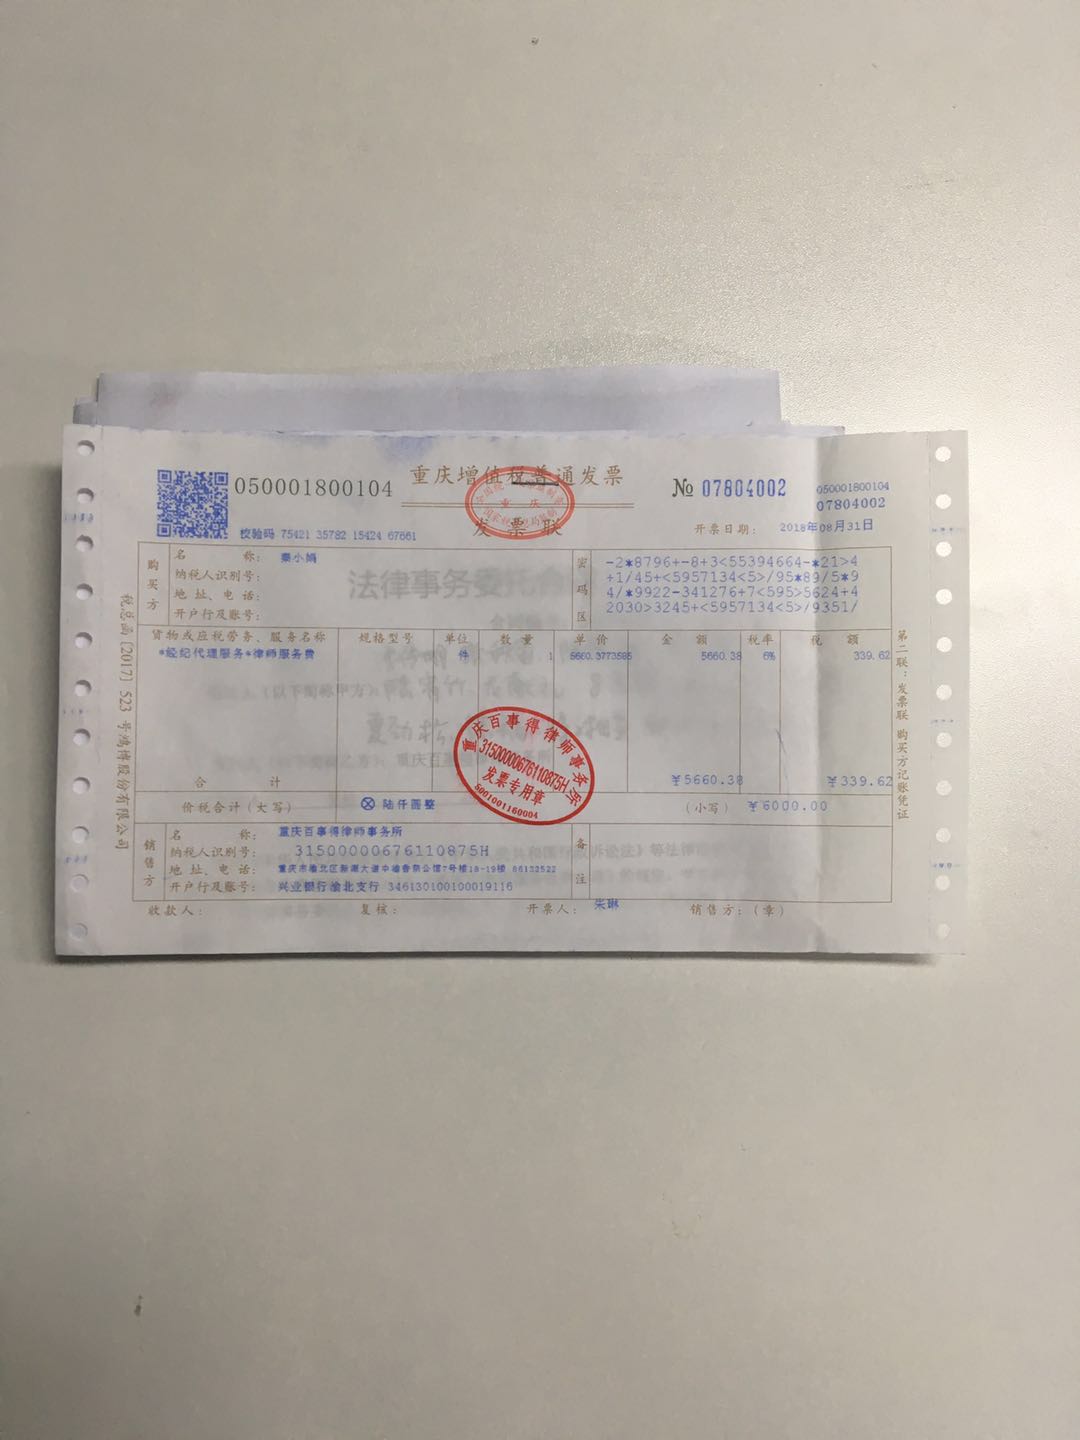 重庆增值税普通发票
050001800104
№ 07804002
050001800104
07804002
发票联
校验码 75421 35782 15424 67661
开票日期： 2018年08月31日
购买方
名 称： 秦小娟
纳税人识别号：
地址、电话：
开户行及账号：
密码区
-2*8796+-8+3<55394664-*21>4
+1/45+<5957134<5>/95*89/5*9
4/*9922-341276+7<595>5624+4
2030>3245+<5957134<5>/9351/
货物或应税劳务、服务名称 规格型号 单位 数量 单价 金额 税率 税额
*经纪代理服务*律师服务费 件 1 5660.3773585 5660.38 6% 339.62
合计 ￥5660.38 ￥339.62
价税合计（大写） ⊗ 陆仟圆整 （小写） ￥6000.00
销售方
名 称： 重庆百事得律师事务所
纳税人识别号： 31500000676110875H
地址、电话： 重庆市渝北区新溉大道中渝香奈公馆7号楼18-19楼 86132522
开户行及账号： 兴业银行渝北支行 346130100100019116
备注
收款人： 复核： 开票人： 朱琳 销售方：（章）
第二联：发票联 购买方记账凭证
税总函〔2017〕523号鸿博股份有限公司
重庆百事得律师事务所
31500000676110875H
发票专用章
5001001160004
重庆
法律事务委托合